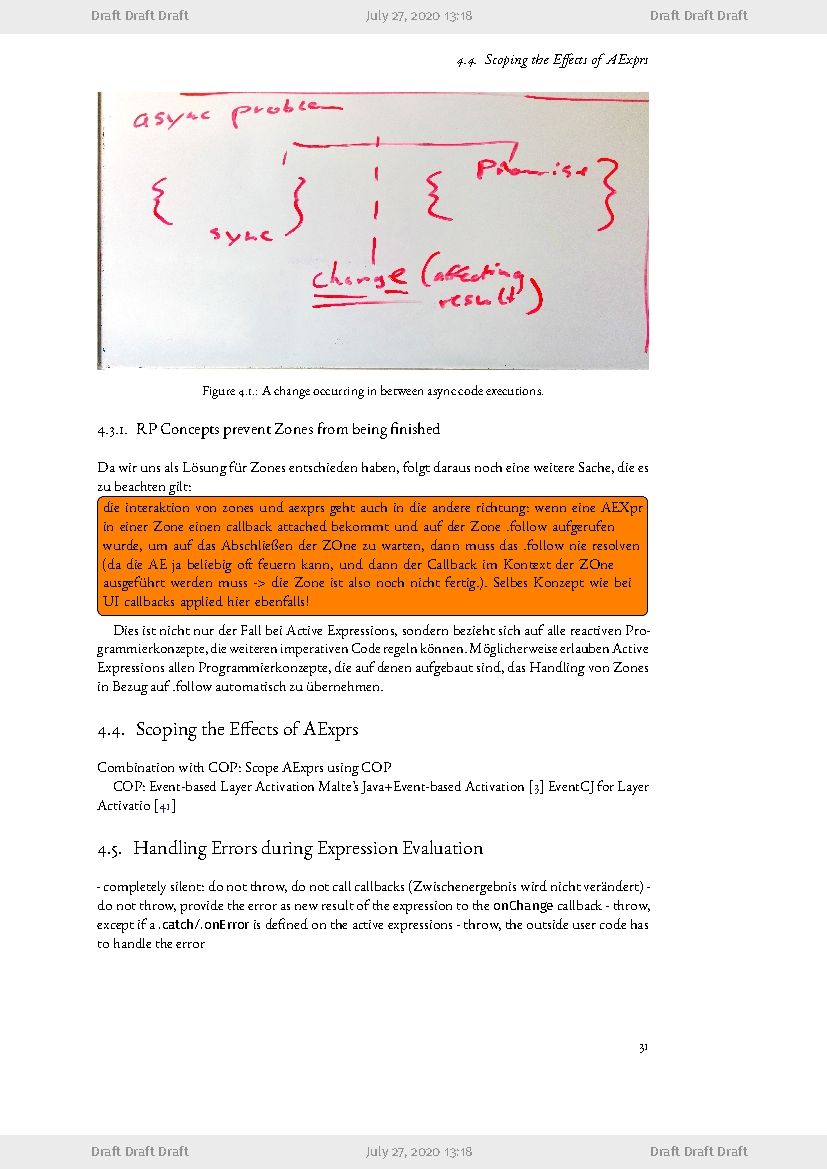 Draft Draft Draft July 27, 2020 13:18 Draft Draft Draft
4.4. Scoping the Effects of AExprs
async problem
{ } { Promise }
sync
change (affecting
result)
Figure 4.1.: A change occurring in between async code executions.
4.3.1. RP Concepts prevent Zones from being finished
Da wir uns als Lösung für Zones entschieden haben, folgt daraus noch eine weitere Sache, die es
zu beachten gilt:
die interaktion von zones und aexprs geht auch in die andere richtung: wenn eine AEXpr
in einer Zone einen callback attached bekommt und auf der Zone .follow aufgerufen
wurde, um auf das Abschließen der ZOne zu warten, dann muss das .follow nie resolven
(da die AE ja beliebig oft feuern kann, und dann der Callback im Kontext der ZOne
ausgeführt werden muss -> die Zone ist also noch nicht fertig.). Selbes Konzept wie bei
UI callbacks applied hier ebenfalls!
Dies ist nicht nur der Fall bei Active Expressions, sondern bezieht sich auf alle reactiven Pro-
grammierkonzepte, die weiteren imperativen Code regeln können. Möglicherweise erlauben Active
Expressions allen Programmierkonzepte, die auf denen aufgebaut sind, das Handling von Zones
in Bezug auf .follow automatisch zu übernehmen.
4.4. Scoping the Effects of AExprs
Combination with COP: Scope AExprs using COP
COP: Event-based Layer Activation Malte's Java+Event-based Activation [3] EventCJ for Layer
Activatio [41]
4.5. Handling Errors during Expression Evaluation
- completely silent: do not throw, do not call callbacks (Zwischenergebnis wird nicht verändert) -
do not throw, provide the error as new result of the expression to the onChange callback - throw,
except if a .catch/.onError is defined on the active expressions - throw, the outside user code has
to handle the error
31
Draft Draft Draft July 27, 2020 13:18 Draft Draft Draft